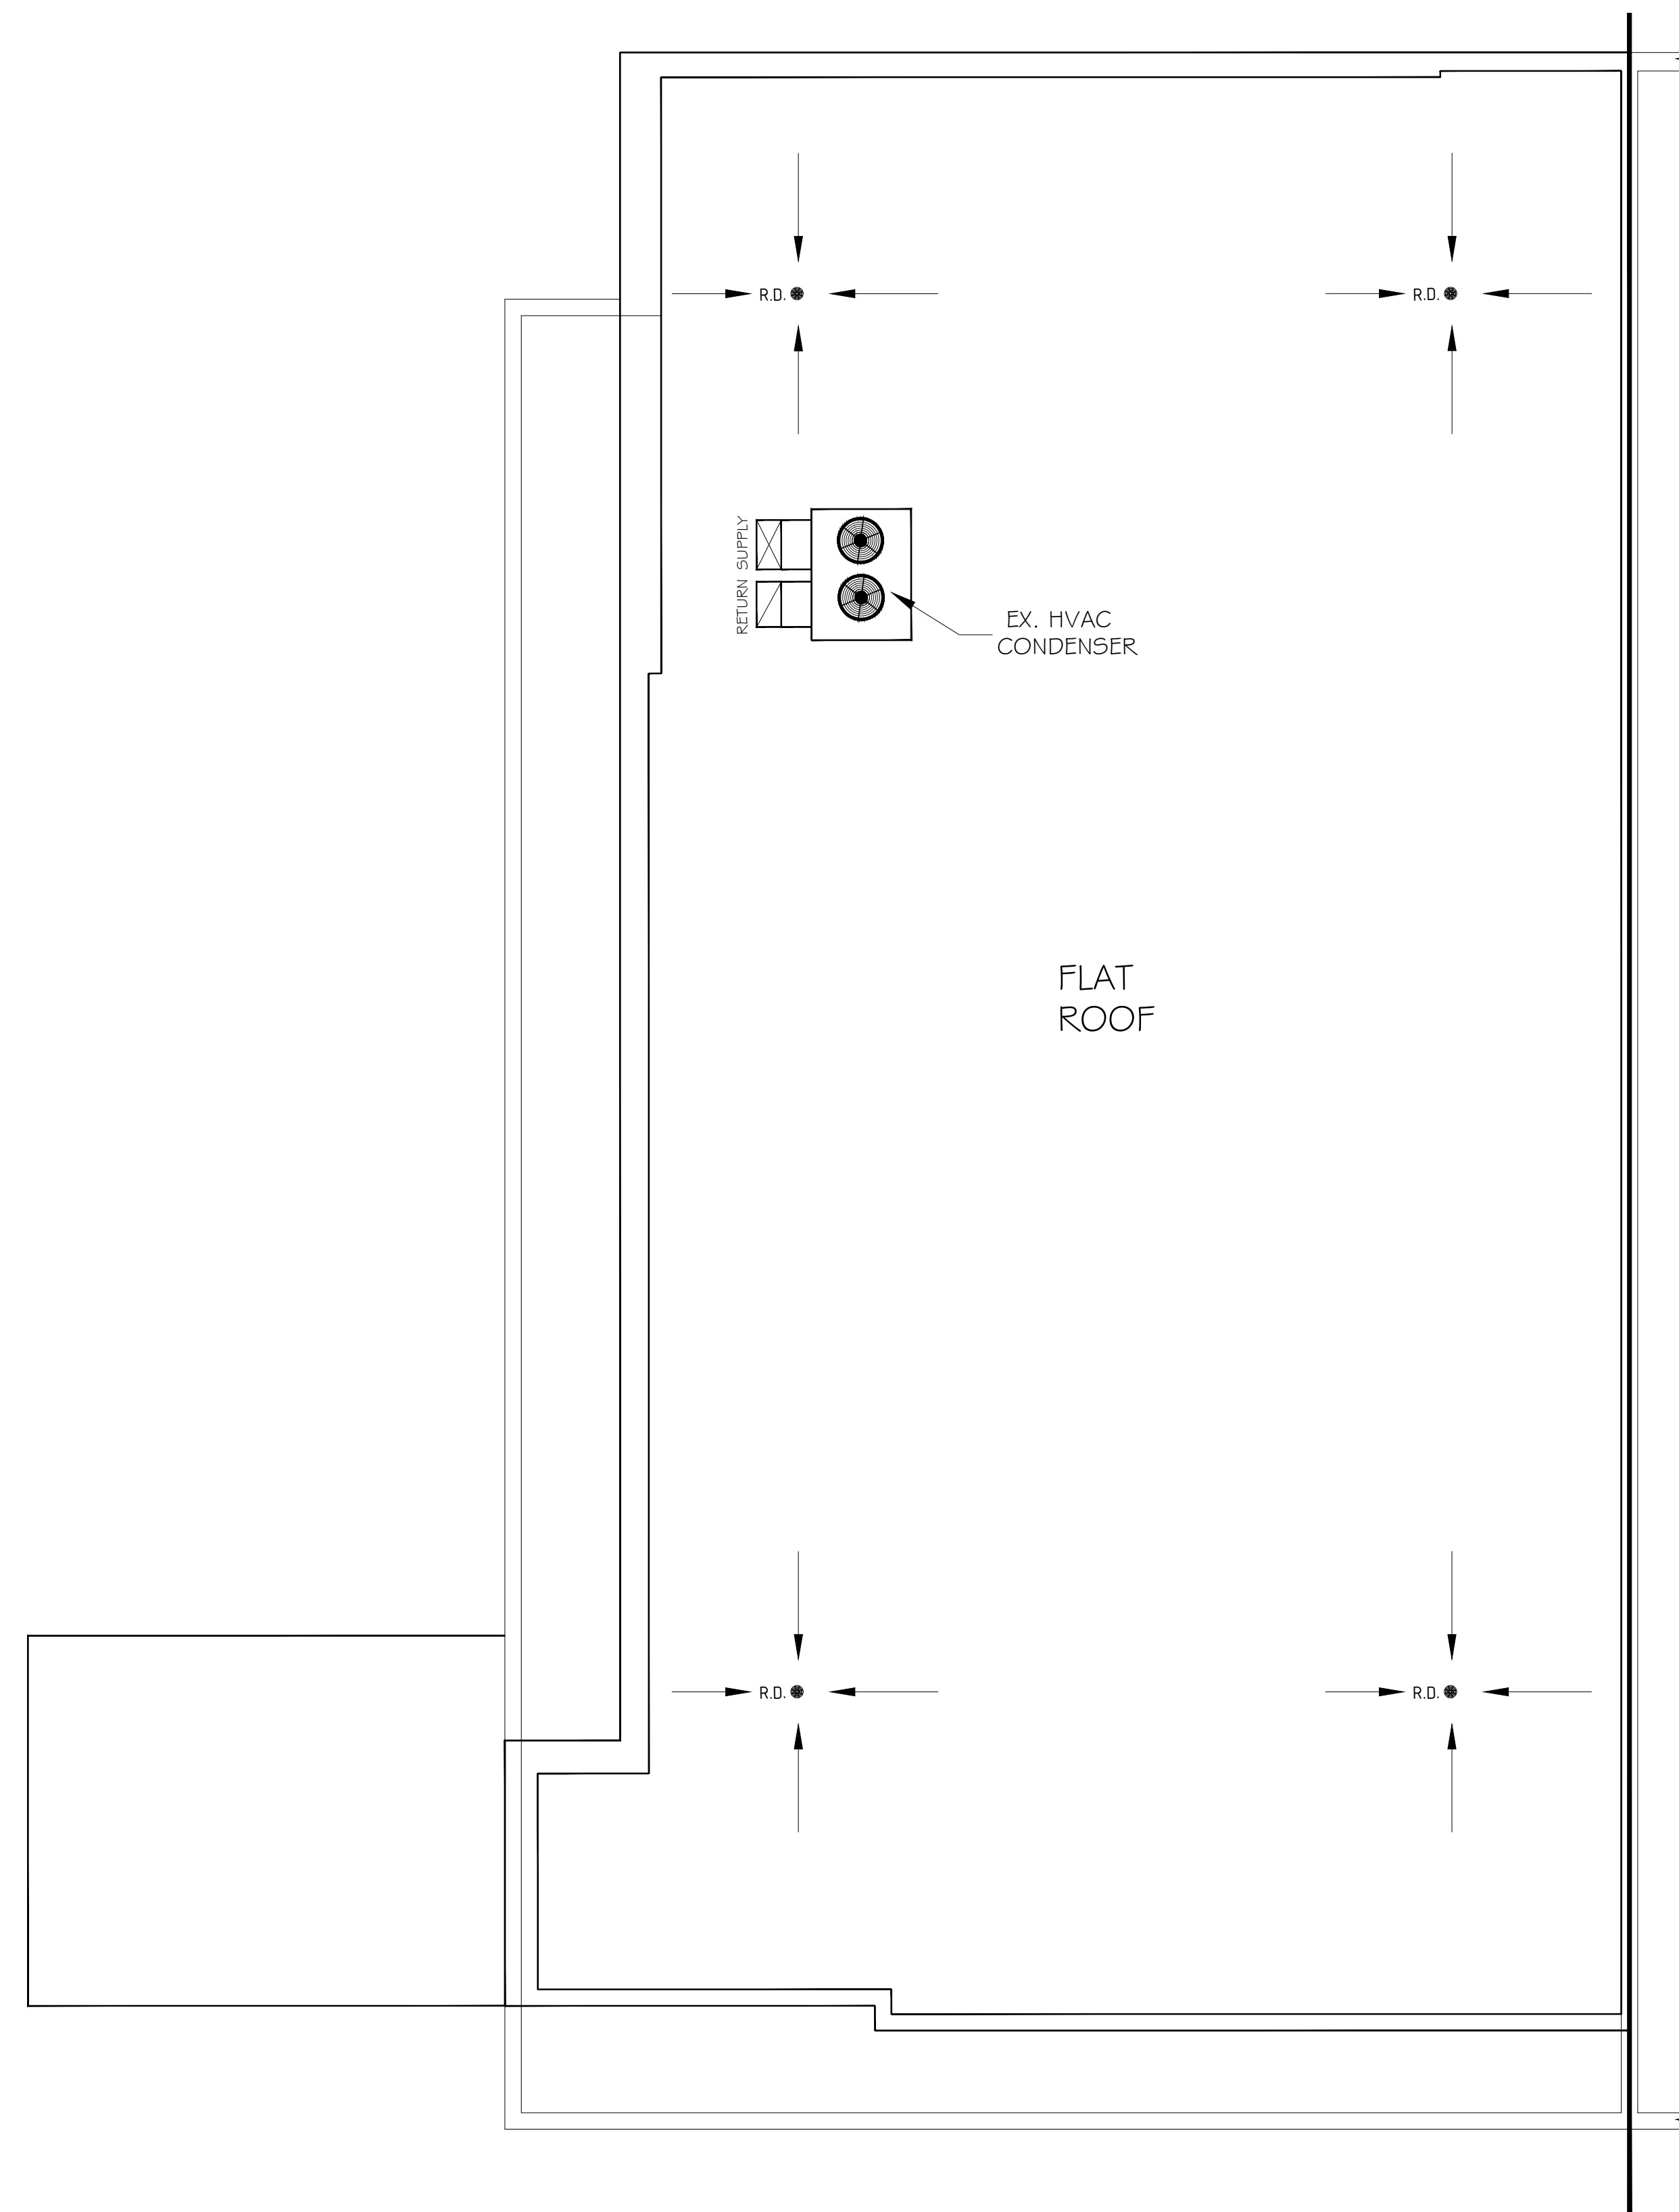 R.D.
R.D.
SUPPLY
RETURN
EX. HVAC
CONDENSER
FLAT
ROOF
R.D.
R.D.